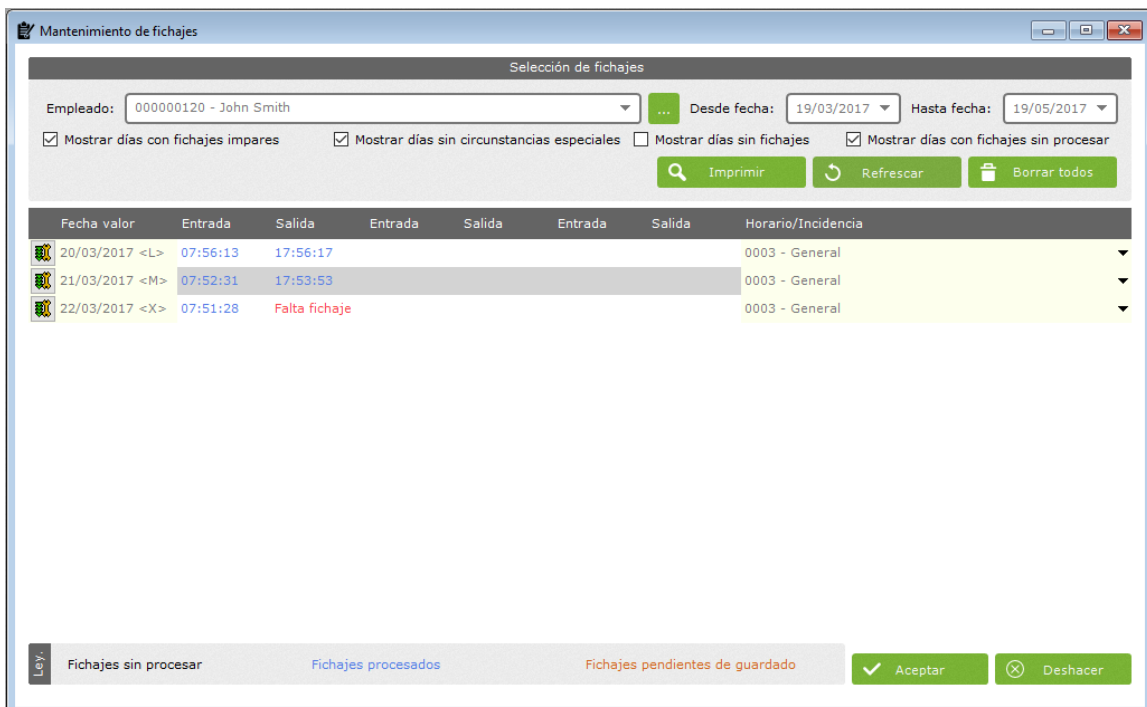 Mantenimiento de fichajes
Selección de fichajes
Empleado: 000000120 - John Smith ... Desde fecha: 19/03/2017 Hasta fecha: 19/05/2017
Mostrar días con fichajes impares Mostrar días sin circunstancias especiales Mostrar días sin fichajes Mostrar días con fichajes sin procesar
Imprimir Refrescar Borrar todos
Fecha valor Entrada Salida Entrada Salida Entrada Salida Horario/Incidencia
20/03/2017 <L> 07:56:13 17:56:17 0003 - General
21/03/2017 <M> 07:52:31 17:53:53 0003 - General
22/03/2017 <X> 07:51:28 Falta fichaje 0003 - General
Ley. Fichajes sin procesar Fichajes procesados Fichajes pendientes de guardado Aceptar Deshacer